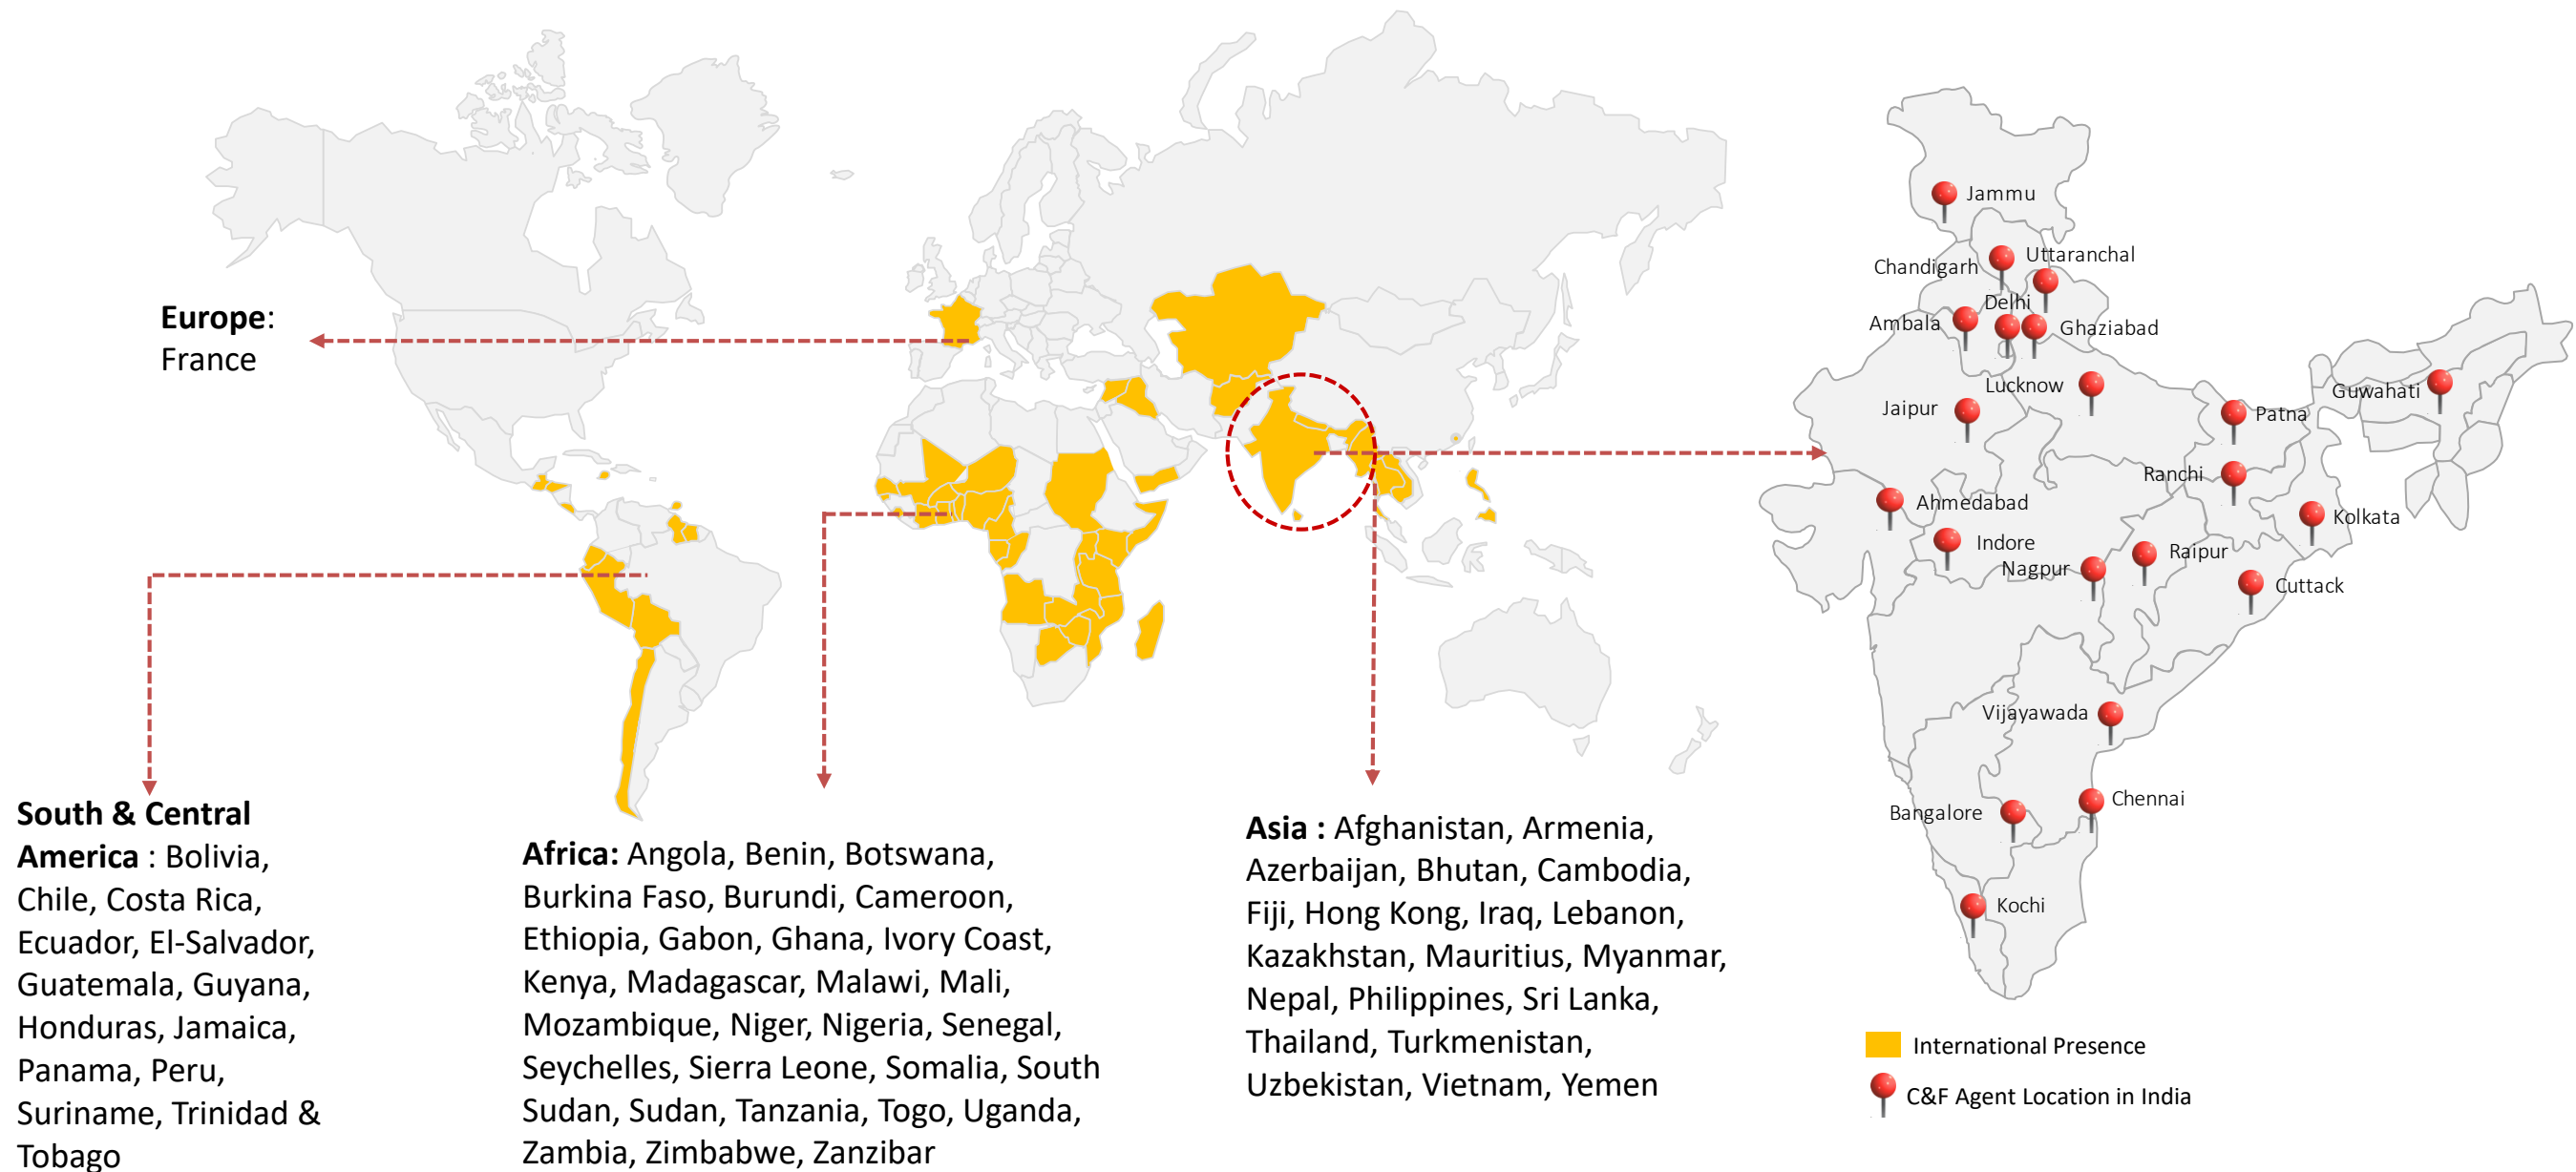 Europe:
France
South & Central
America : Bolivia,
Chile, Costa Rica,
Ecuador, El-Salvador,
Guatemala, Guyana,
Honduras, Jamaica,
Panama, Peru,
Suriname, Trinidad &
Tobago
Africa: Angola, Benin, Botswana,
Burkina Faso, Burundi, Cameroon,
Ethiopia, Gabon, Ghana, Ivory Coast,
Kenya, Madagascar, Malawi, Mali,
Mozambique, Niger, Nigeria, Senegal,
Seychelles, Sierra Leone, Somalia, South
Sudan, Sudan, Tanzania, Togo, Uganda,
Zambia, Zimbabwe, Zanzibar
Asia : Afghanistan, Armenia,
Azerbaijan, Bhutan, Cambodia,
Fiji, Hong Kong, Iraq, Lebanon,
Kazakhstan, Mauritius, Myanmar,
Nepal, Philippines, Sri Lanka,
Thailand, Turkmenistan,
Uzbekistan, Vietnam, Yemen
Jammu
Uttaranchal
Chandigarh
Delhi
Ambala
Ghaziabad
Lucknow
Guwahati
Jaipur
Patna
Ranchi
Ahmedabad
Kolkata
Indore
Raipur
Nagpur
Cuttack
Vijayawada
Chennai
Bangalore
Kochi
International Presence
C&F Agent Location in India